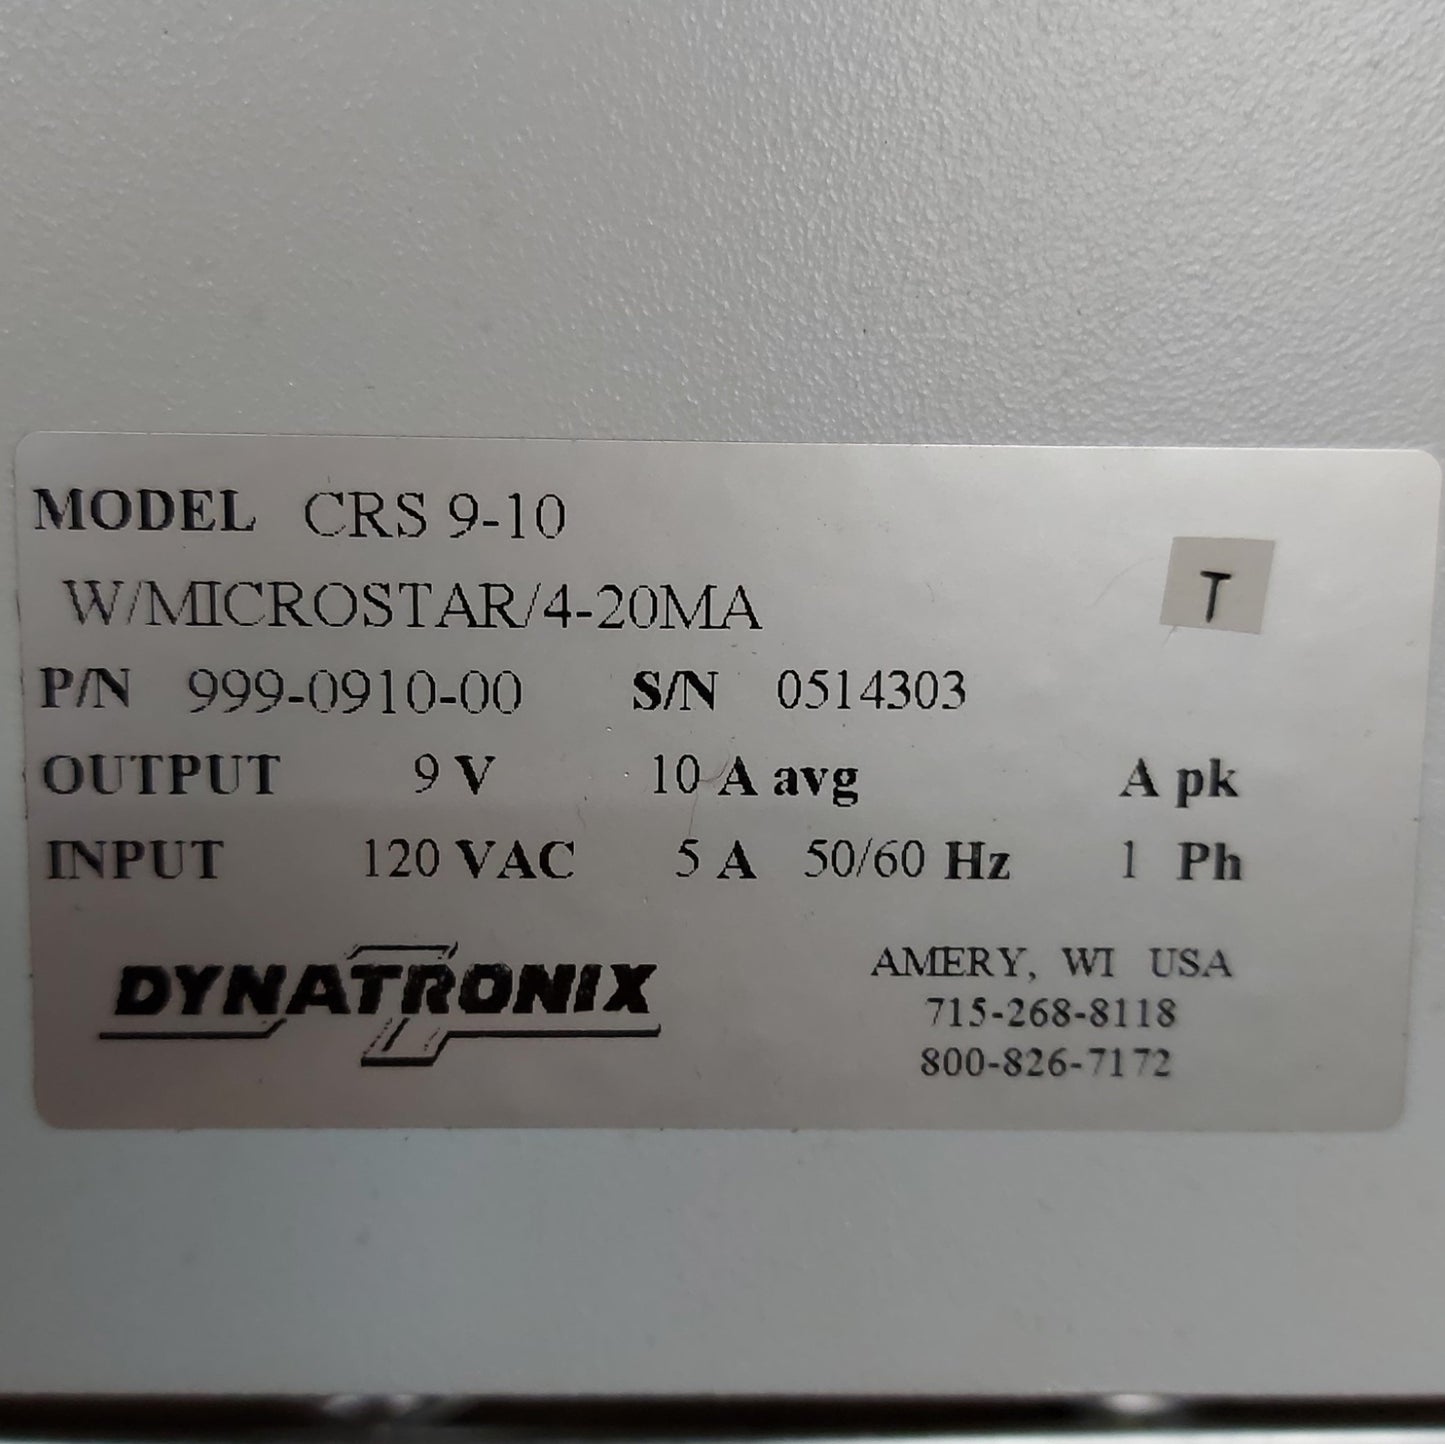 MODEL CRS 9-10
W/MICROSTAR/4-20MA
T
P/N 999-0910-00 S/N 0514303
OUTPUT 9 V 10 A avg A pk
INPUT 120 VAC 5 A 50/60 Hz 1 Ph
DYNATRONIX
AMERY, WI USA
715-268-8118
800-826-7172